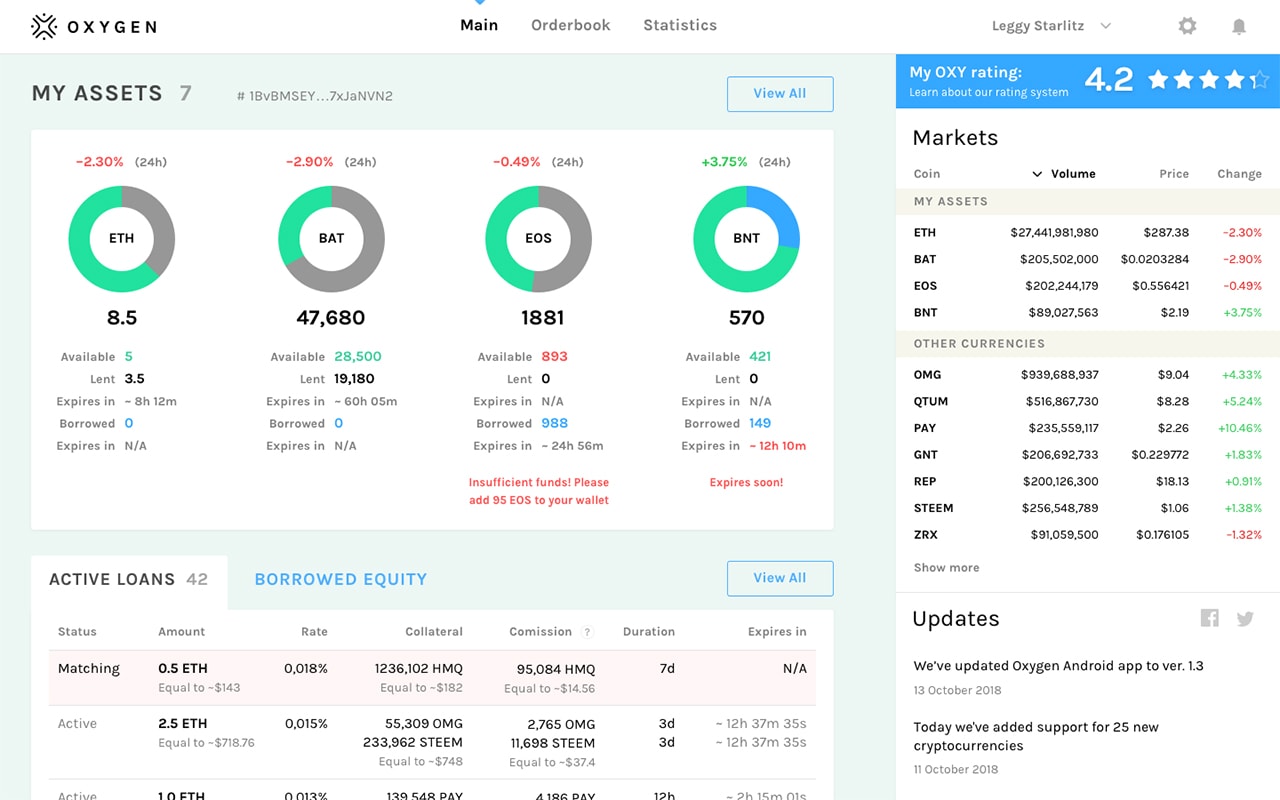 OXYGEN
Main Orderbook Statistics
Leggy Starlitz
MY ASSETS 7 # 1BvBMSEY...7xJaNVN2 View All
−2.30% (24h) −2.90% (24h) −0.49% (24h) +3.75% (24h)
ETH BAT EOS BNT
8.5 47,680 1881 570
Available 5 Available 28,500 Available 893 Available 421
Lent 3.5 Lent 19,180 Lent 0 Lent 0
Expires in ~ 8h 12m Expires in ~ 60h 05m Expires in N/A Expires in N/A
Borrowed 0 Borrowed 0 Borrowed 988 Borrowed 149
Expires in N/A Expires in N/A Expires in ~ 24h 56m Expires in ~ 12h 10m
Insufficient funds! Please Expires soon!
add 95 EOS to your wallet
ACTIVE LOANS 42 BORROWED EQUITY View All
Status Amount Rate Collateral Comission ? Duration Expires in
Matching 0.5 ETH 0,018% 1236,102 HMQ 95,084 HMQ 7d N/A
Equal to ~$143 Equal to ~$182 Equal to ~$14.56
Active 2.5 ETH 0,015% 55,309 OMG 2,765 OMG 3d ~ 12h 37m 35s
233,962 STEEM 11,698 STEEM 3d ~ 12h 37m 35s
Equal to ~$718.76 Equal to ~$748 Equal to ~$37.4
Active 1.0 ETH 0,013% 139,548 PAY 4,186 PAY 12h ~ 2h 15m 01s
My OXY rating: 4.2
Learn about our rating system
Markets
Coin Volume Price Change
MY ASSETS
ETH $27,441,981,980 $287.38 −2.30%
BAT $205,502,000 $0.0203284 −2.90%
EOS $202,244,179 $0.556421 −0.49%
BNT $89,027,563 $2.19 +3.75%
OTHER CURRENCIES
OMG $939,688,937 $9.04 +4.33%
QTUM $516,867,730 $8.28 +5.24%
PAY $235,559,117 $2.26 +10.46%
GNT $206,692,733 $0.229772 +1.83%
REP $200,126,300 $18.13 +0.91%
STEEM $256,548,789 $1.06 +1.38%
ZRX $91,059,500 $0.176105 −1.32%
Show more
Updates
We've updated Oxygen Android app to ver. 1.3
13 October 2018
Today we've added support for 25 new
cryptocurrencies
11 October 2018